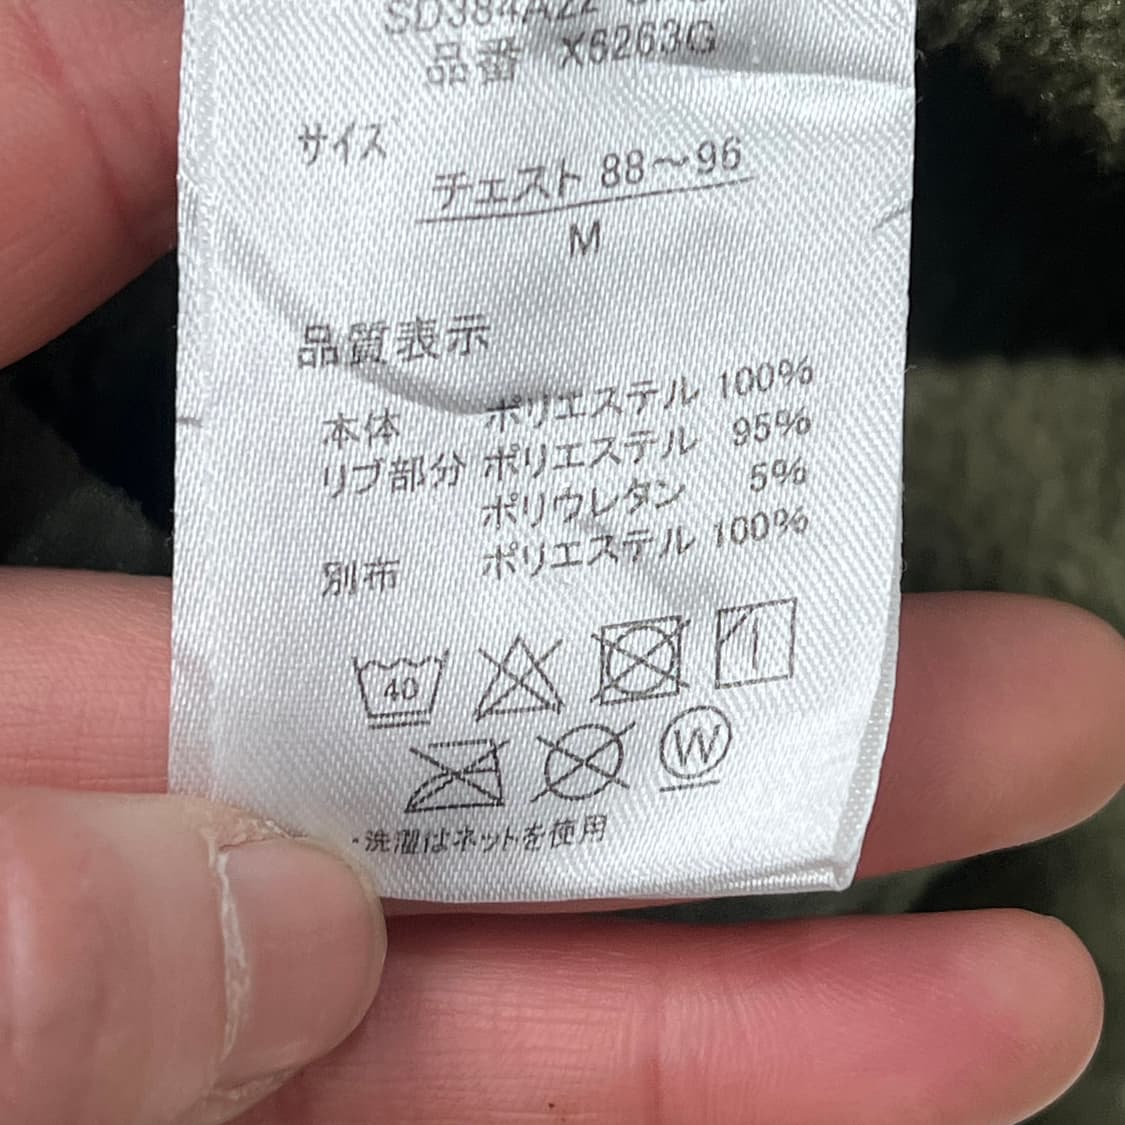 品番 X6263G
サイズ
チェスト 88～96
M
品質表示
本体 ポリエステル 100%
リブ部分 ポリエステル 95%
ポリウレタン 5%
別布 ポリエステル 100%
40
W
・洗濯はネットを使用